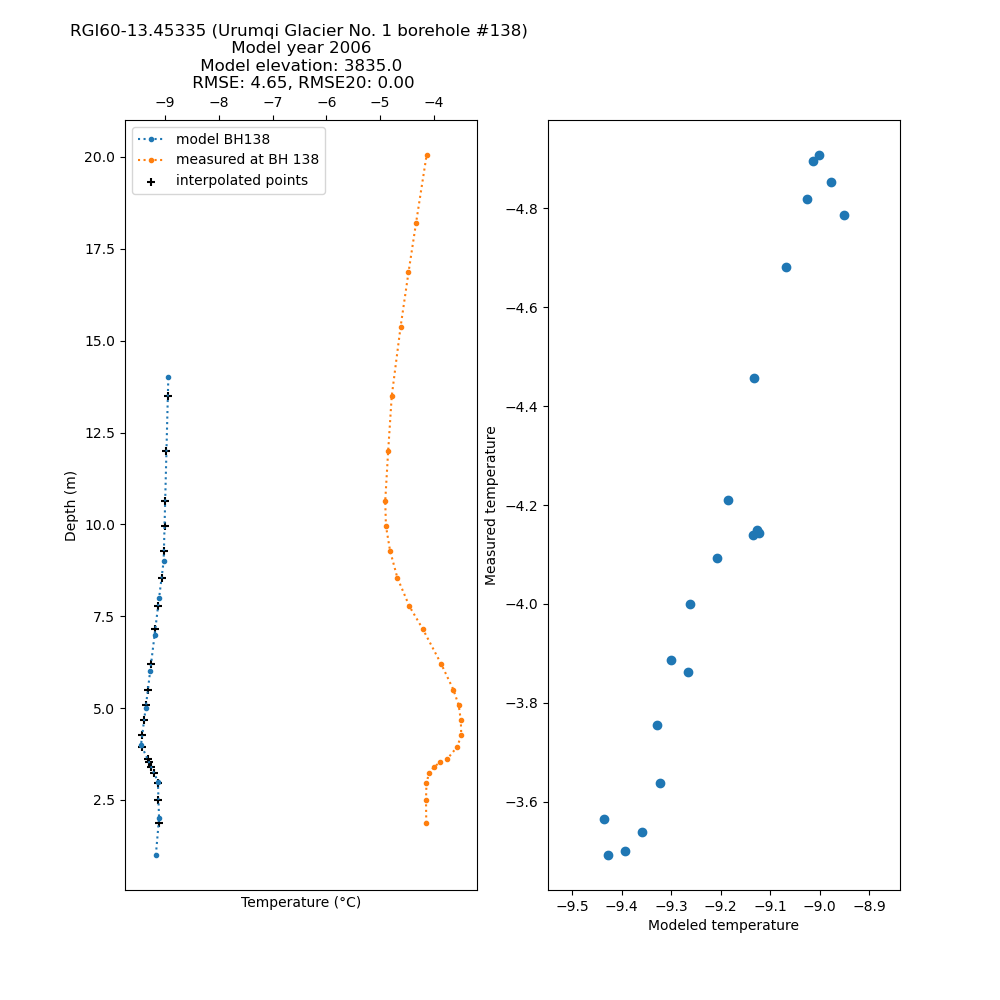 RGI60-13.45335 (Urumqi Glacier No. 1 borehole #138)
Model year 2006
Model elevation: 3835.0
RMSE: 4.65, RMSE20: 0.00
−9 −8 −7 −6 −5 −4
model BH138
measured at BH 138
interpolated points
20.0
17.5
15.0
12.5
10.0
7.5
5.0
2.5
Depth (m)
Temperature (°C)
−4.8
−4.6
−4.4
−4.2
−4.0
−3.8
−3.6
Measured temperature
−9.5 −9.4 −9.3 −9.2 −9.1 −9.0 −8.9
Modeled temperature